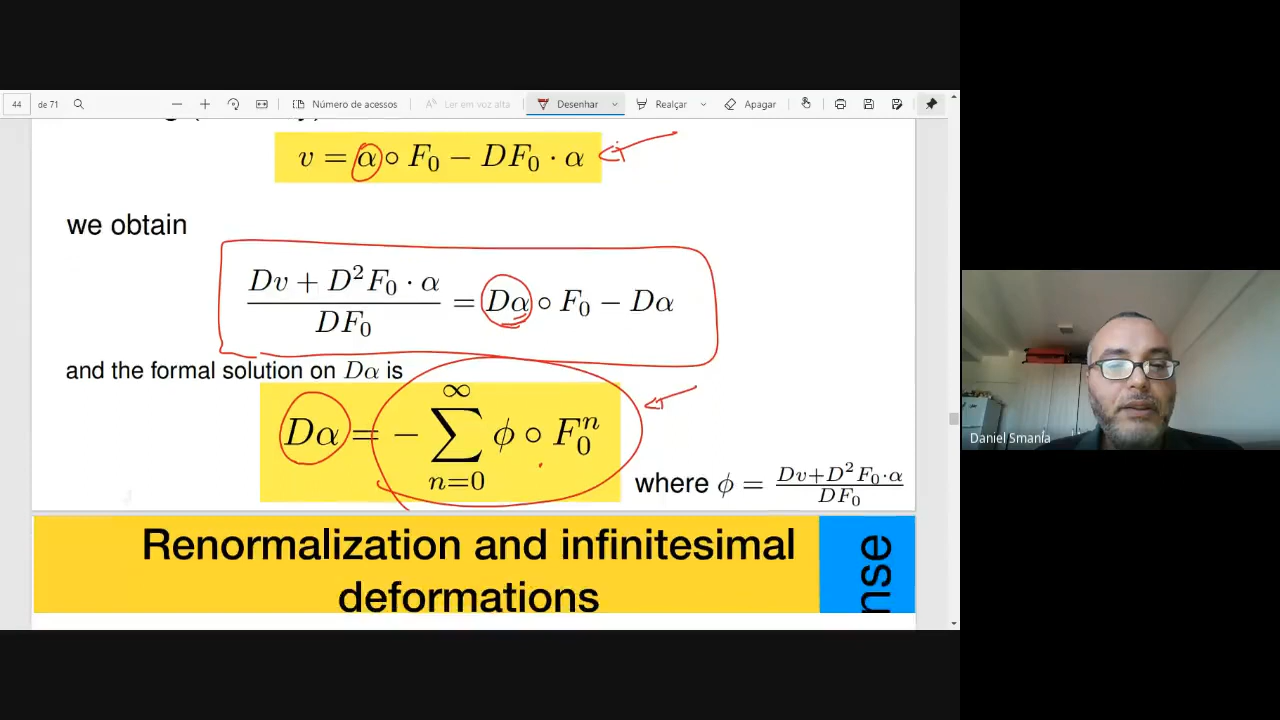 44 de 71 Número de acessos Ler em voz alta Desenhar Realçar Apagar
v = α ∘ F₀ − DF₀ · α
we obtain
(Dv + D²F₀ · α) / DF₀ = Dα ∘ F₀ − Dα
and the formal solution on Dα is
Dα = − ∑_{n=0}^{∞} ϕ ∘ F₀ⁿ
where ϕ = (Dv+D²F₀·α) / DF₀
Renormalization and infinitesimal
deformations
nse
Daniel Smania